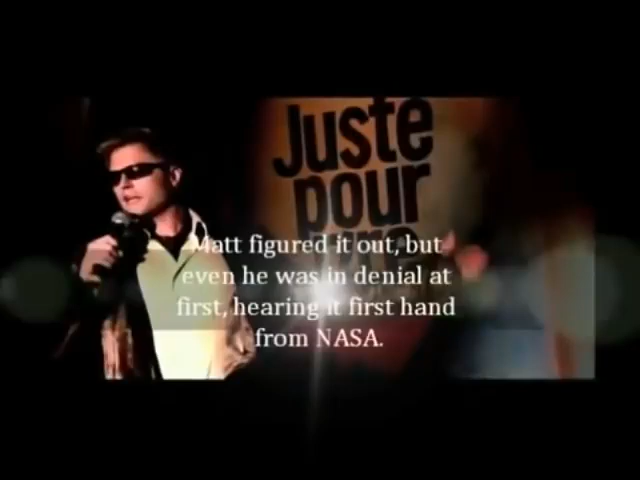 Juste
pour
rire
Matt figured it out, but
even he was in denial at
first, hearing it first hand
from NASA.